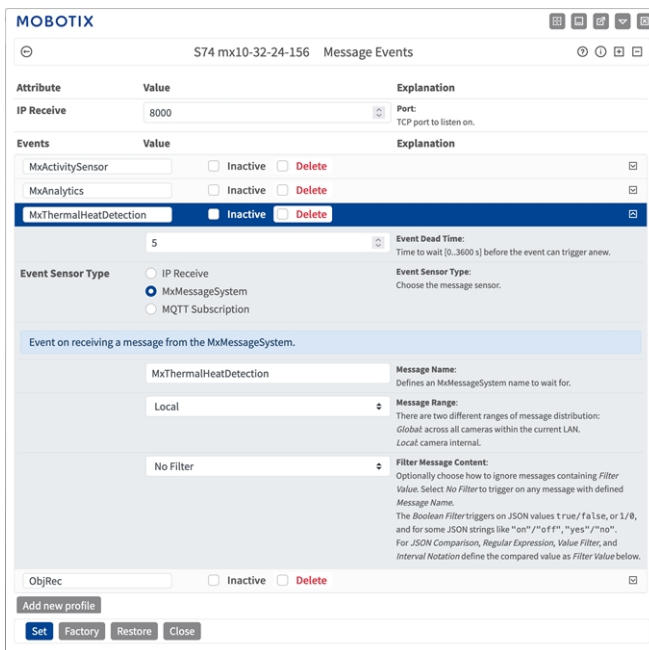 MOBOTIX
S74 mx10-32-24-156 Message Events
Attribute Value Explanation
IP Receive 8000 Port:
TCP port to listen on.
Events Value Explanation
MxActivitySensor Inactive Delete
MxAnalytics Inactive Delete
MxThermalHeatDetection Inactive Delete
5 Event Dead Time:
Time to wait [0..3600 s] before the event can trigger anew.
Event Sensor Type IP Receive Event Sensor Type:
MxMessageSystem Choose the message sensor.
MQTT Subscription
Event on receiving a message from the MxMessageSystem.
MxThermalHeatDetection Message Name:
Defines an MxMessageSystem name to wait for.
Local Message Range:
There are two different ranges of message distribution:
Global: across all cameras within the current LAN.
Local: camera internal.
No Filter Filter Message Content:
Optionally choose how to ignore messages containing Filter
Value. Select No Filter to trigger on any message with defined
Message Name.
The Boolean Filter triggers on JSON values true/false, or 1/0,
and for some JSON strings like "on"/"off", "yes"/"no".
For JSON Comparison, Regular Expression, Value Filter, and
Interval Notation define the compared value as Filter Value below.
ObjRec Inactive Delete
Add new profile
Set Factory Restore Close